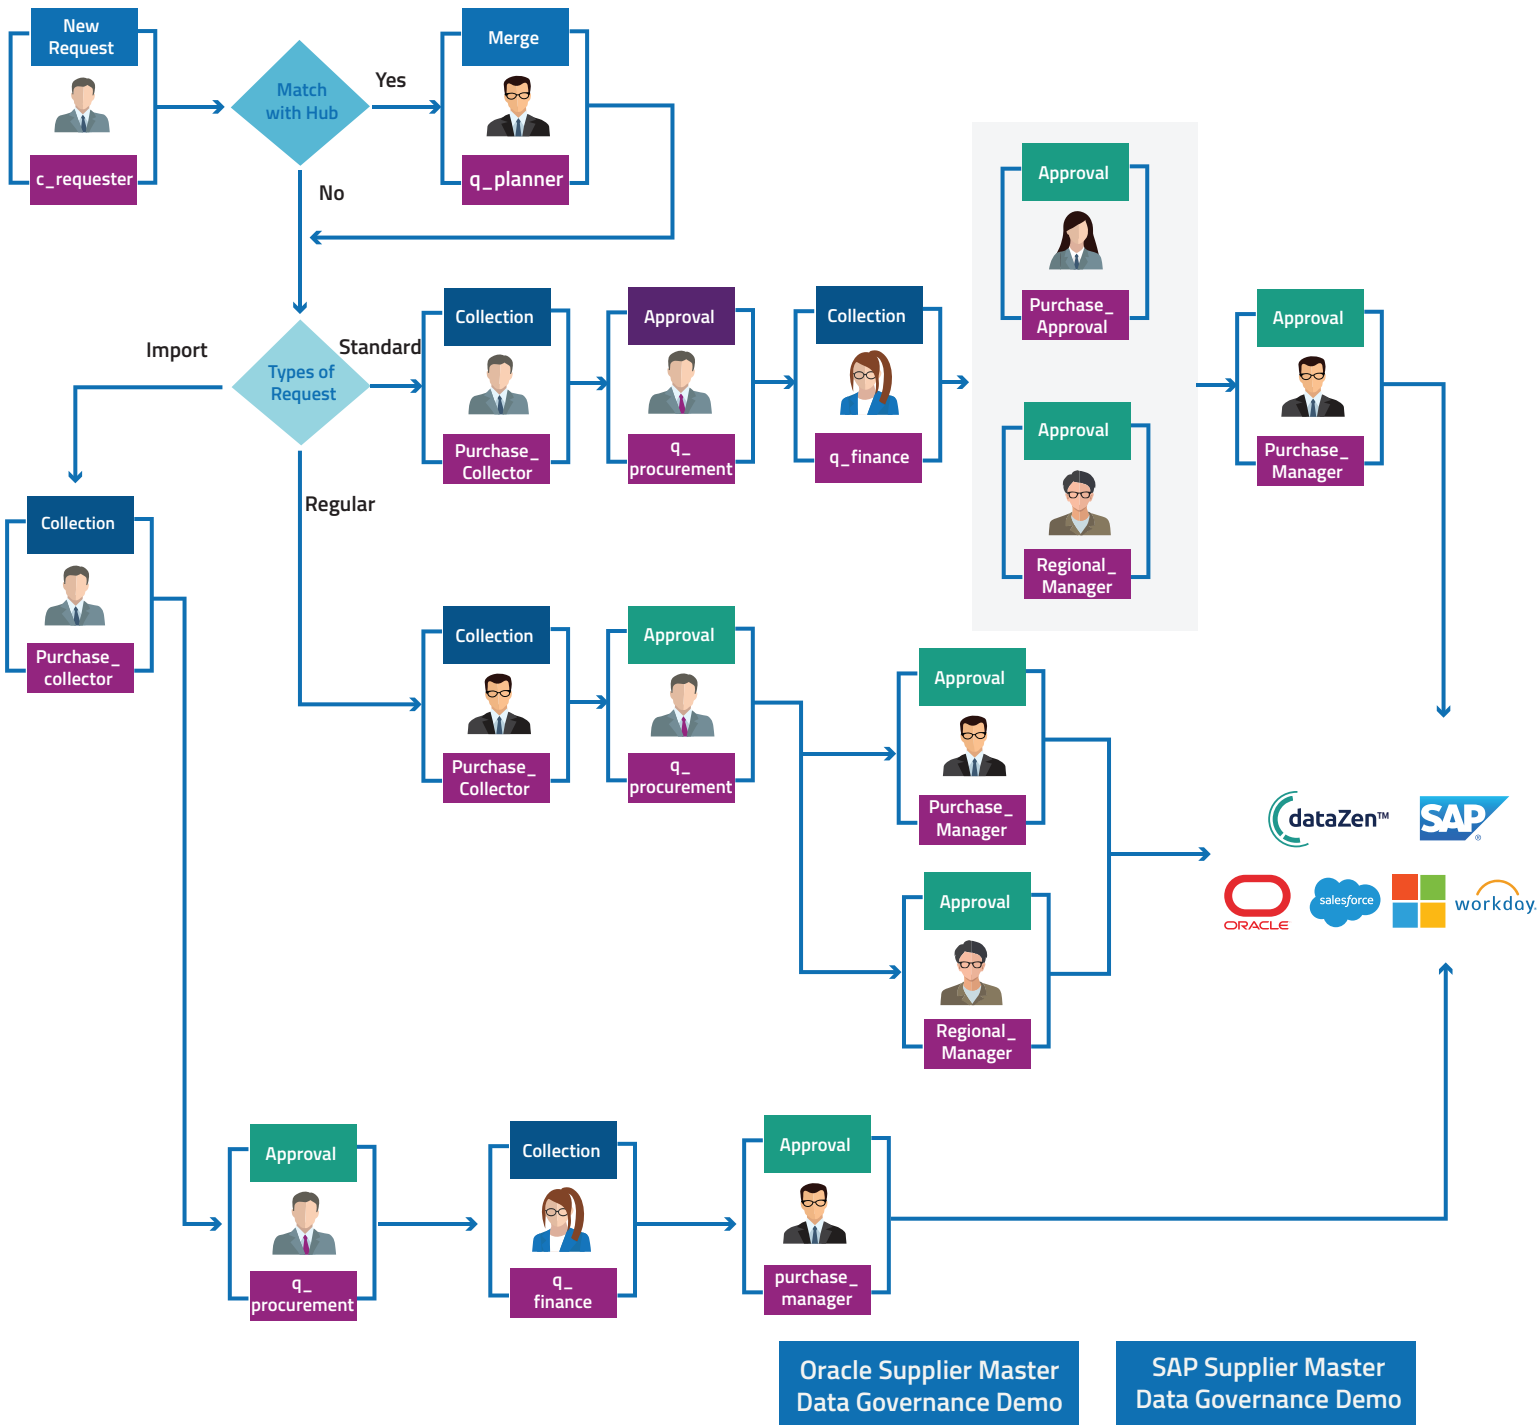 New
Request
c_requester
Match
with Hub
Yes
No
Merge
q_planner
Types of
Request
Import
Standard
Regular
Collection
Purchase_
Collector
Approval
q_
procurement
Collection
q_finance
Approval
Purchase_
Approval
Approval
Regional_
Manager
Approval
Purchase_
Manager
Collection
Purchase_
collector
Collection
Purchase_
Collector
Approval
q_
procurement
Approval
Purchase_
Manager
Approval
Regional_
Manager
dataZen™
SAP®
ORACLE
salesforce
workday.
Approval
q_
procurement
Collection
q_
finance
Approval
purchase_
manager
Oracle Supplier Master
Data Governance Demo
SAP Supplier Master
Data Governance Demo